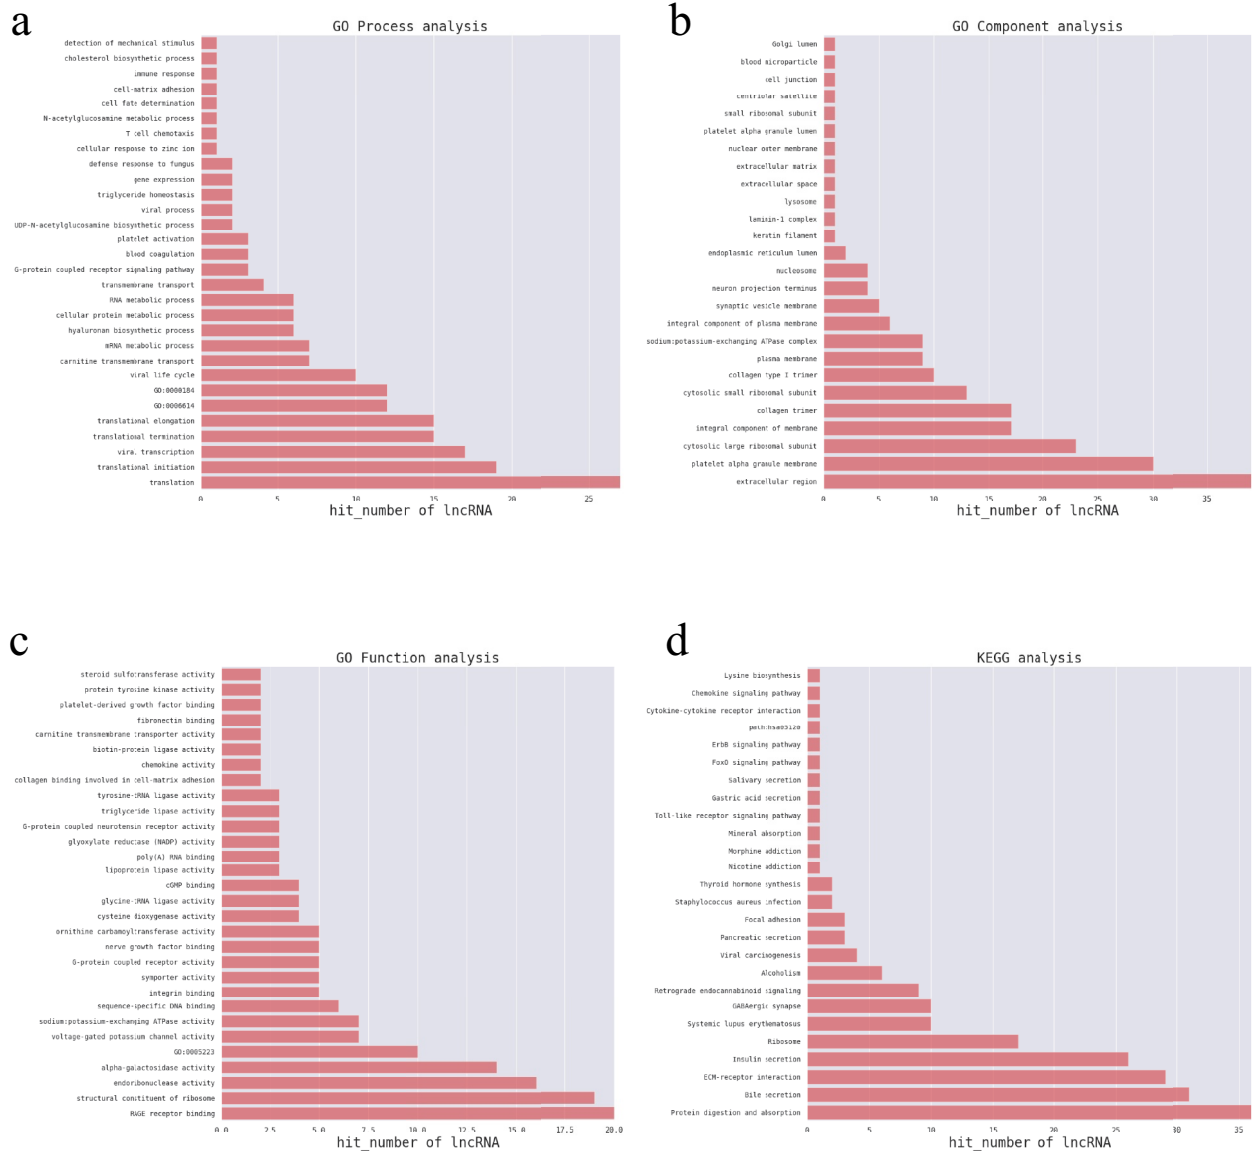 a
GO Process analysis
detection of mechanical stimulus
cholesterol biosynthetic process
immune response
cell-matrix adhesion
cell fate determination
N-acetylglucosamine metabolic process
T cell chemotaxis
cellular response to zinc ion
defense response to fungus
gene expression
triglyceride homeostasis
viral process
UDP-N-acetylglucosamine biosynthetic process
platelet activation
blood coagulation
G-protein coupled receptor signaling pathway
transmembrane transport
RNA metabolic process
cellular protein metabolic process
hyaluronan biosynthetic process
mRNA metabolic process
carnitine transmembrane transport
viral life cycle
GO:0000184
GO:0006614
translational elongation
translational termination
viral transcription
translational initiation
translation
0 5 10 15 20 25
hit_number of lncRNA
b
GO Component analysis
Golgi lumen
blood microparticle
cell junction
centriolar satellite
small ribosomal subunit
platelet alpha granule lumen
nuclear outer membrane
extracellular matrix
extracellular space
lysosome
laminin-1 complex
keratin filament
endoplasmic reticulum lumen
nucleosome
neuron projection terminus
synaptic vesicle membrane
integral component of plasma membrane
sodium:potassium-exchanging ATPase complex
plasma membrane
collagen type I trimer
cytosolic small ribosomal subunit
collagen trimer
integral component of membrane
cytosolic large ribosomal subunit
platelet alpha granule membrane
extracellular region
0 5 10 15 20 25 30 35
hit_number of lncRNA
c
GO Function analysis
steroid sulfotransferase activity
protein tyrosine kinase activity
platelet-derived growth factor binding
fibronectin binding
carnitine transmembrane transporter activity
biotin-protein ligase activity
chemokine activity
collagen binding involved in cell-matrix adhesion
tyrosine-tRNA ligase activity
triglyceride lipase activity
G-protein coupled neurotensin receptor activity
glyoxylate reductase (NADP) activity
poly(A) RNA binding
lipoprotein lipase activity
cGMP binding
glycine-tRNA ligase activity
cysteine dioxygenase activity
ornithine carbamoyltransferase activity
nerve growth factor binding
G-protein coupled receptor activity
symporter activity
integrin binding
sequence-specific DNA binding
sodium:potassium-exchanging ATPase activity
voltage-gated potassium channel activity
GO:0005223
alpha-galactosidase activity
endoribonuclease activity
structural constituent of ribosome
RAGE receptor binding
0.0 2.5 5.0 7.5 10.0 12.5 15.0 17.5 20.0
hit_number of lncRNA
d
KEGG analysis
Lysine biosynthesis
Chemokine signaling pathway
Cytokine-cytokine receptor interaction
path:hsa05120
ErbB signaling pathway
FoxO signaling pathway
Salivary secretion
Gastric acid secretion
Toll-like receptor signaling pathway
Mineral absorption
Morphine addiction
Nicotine addiction
Thyroid hormone synthesis
Staphylococcus aureus infection
Focal adhesion
Pancreatic secretion
Viral carcinogenesis
Alcoholism
Retrograde endocannabinoid signaling
GABAergic synapse
Systemic lupus erythematosus
Ribosome
Insulin secretion
ECM-receptor interaction
Bile secretion
Protein digestion and absorption
0 5 10 15 20 25 30 35
hit_number of lncRNA